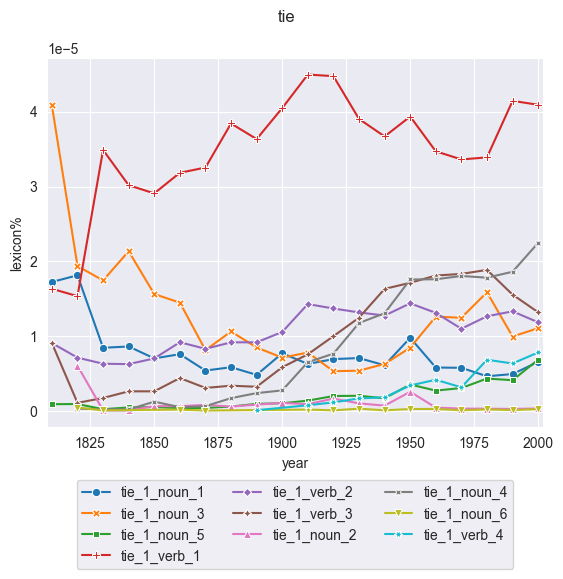 tie
1e−5
4
3
2
1
0
lexicon%
1825 1850 1875 1900 1925 1950 1975 2000
year
tie_1_noun_1 tie_1_verb_2 tie_1_noun_4
tie_1_noun_3 tie_1_verb_3 tie_1_noun_6
tie_1_noun_5 tie_1_noun_2 tie_1_verb_4
tie_1_verb_1